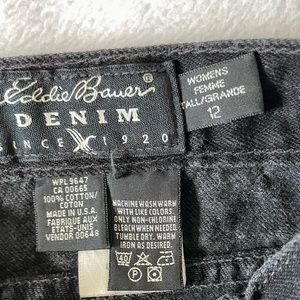 Eddie Bauer®
DENIM
SINCE X 1920
WOMENS
FEMME
TALL/GRANDE
12
WPL 9647
CA 00665
100% COTTON/
COTON
MADE IN U.S.A.
FABRIQUE AUX
ETATS-UNIS
VENDOR 00648
MACHINE WASH WARM
WITH LIKE COLORS.
ONLY NON-CHLORINE
BLEACH WHEN NEEDED.
TUMBLE DRY. WARM
IRON AS DESIRED.